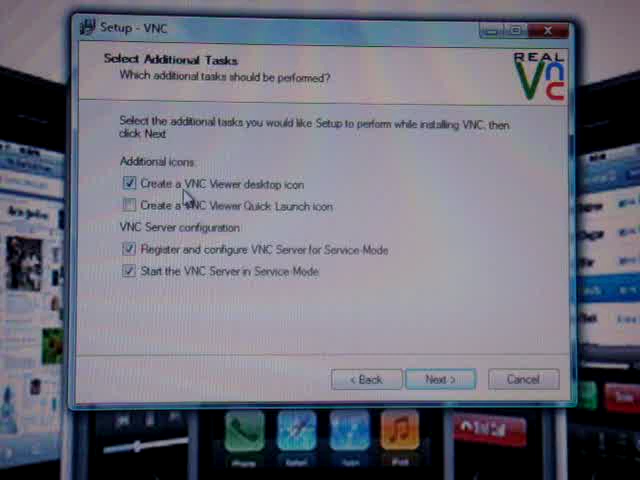 Setup - VNC
Select Additional Tasks
Which additional tasks should be performed?
REAL
VNC
Select the additional tasks you would like Setup to perform while installing VNC, then
click Next
Additional icons:
Create a VNC Viewer desktop icon
Create a VNC Viewer Quick Launch icon
VNC Server configuration:
Register and configure VNC Server for Service-Mode
Start the VNC Server in Service-Mode
< Back
Next >
Cancel
Phone
Safari
iPod